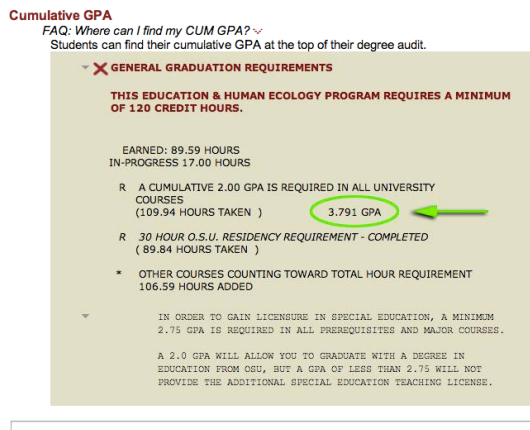 Cumulative GPA
FAQ: Where can I find my CUM GPA?
Students can find their cumulative GPA at the top of their degree audit.
GENERAL GRADUATION REQUIREMENTS
THIS EDUCATION & HUMAN ECOLOGY PROGRAM REQUIRES A MINIMUM
OF 120 CREDIT HOURS.
EARNED: 89.59 HOURS
IN-PROGRESS 17.00 HOURS
R A CUMULATIVE 2.00 GPA IS REQUIRED IN ALL UNIVERSITY
COURSES
(109.94 HOURS TAKEN ) 3.791 GPA
R 30 HOUR O.S.U. RESIDENCY REQUIREMENT - COMPLETED
( 89.84 HOURS TAKEN )
* OTHER COURSES COUNTING TOWARD TOTAL HOUR REQUIREMENT
106.59 HOURS ADDED
IN ORDER TO GAIN LICENSURE IN SPECIAL EDUCATION, A MINIMUM
2.75 GPA IS REQUIRED IN ALL PREREQUISITES AND MAJOR COURSES.
A 2.0 GPA WILL ALLOW YOU TO GRADUATE WITH A DEGREE IN
EDUCATION FROM OSU, BUT A GPA OF LESS THAN 2.75 WILL NOT
PROVIDE THE ADDITIONAL SPECIAL EDUCATION TEACHING LICENSE.